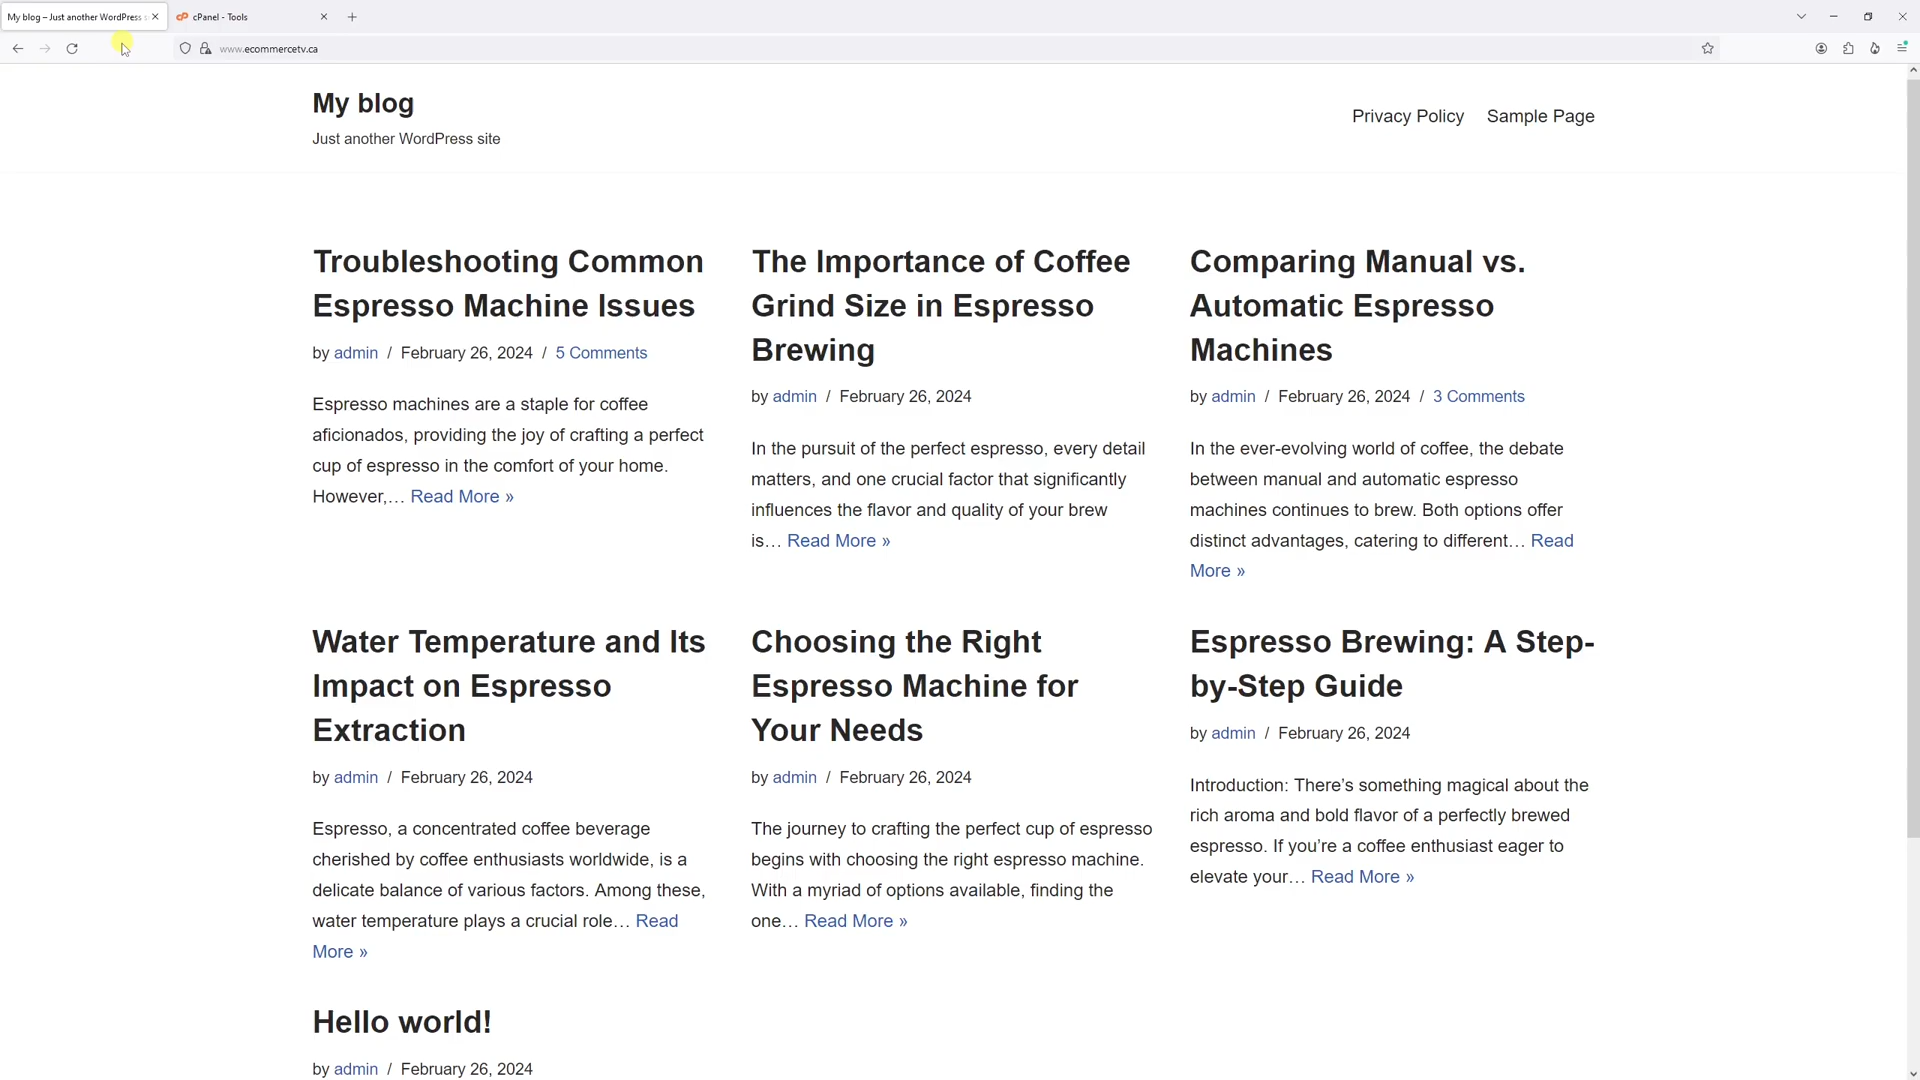 My blog – Just another WordPress s
cPanel - Tools
www.ecommercetv.ca
My blog
Just another WordPress site
Privacy Policy
Sample Page
Troubleshooting Common
Espresso Machine Issues
by admin / February 26, 2024 / 5 Comments
Espresso machines are a staple for coffee
aficionados, providing the joy of crafting a perfect
cup of espresso in the comfort of your home.
However,… Read More »
The Importance of Coffee
Grind Size in Espresso
Brewing
by admin / February 26, 2024
In the pursuit of the perfect espresso, every detail
matters, and one crucial factor that significantly
influences the flavor and quality of your brew
is… Read More »
Comparing Manual vs.
Automatic Espresso
Machines
by admin / February 26, 2024 / 3 Comments
In the ever-evolving world of coffee, the debate
between manual and automatic espresso
machines continues to brew. Both options offer
distinct advantages, catering to different… Read
More »
Water Temperature and Its
Impact on Espresso
Extraction
by admin / February 26, 2024
Espresso, a concentrated coffee beverage
cherished by coffee enthusiasts worldwide, is a
delicate balance of various factors. Among these,
water temperature plays a crucial role… Read
More »
Choosing the Right
Espresso Machine for
Your Needs
by admin / February 26, 2024
The journey to crafting the perfect cup of espresso
begins with choosing the right espresso machine.
With a myriad of options available, finding the
one… Read More »
Espresso Brewing: A Step-
by-Step Guide
by admin / February 26, 2024
Introduction: There’s something magical about the
rich aroma and bold flavor of a perfectly brewed
espresso. If you’re a coffee enthusiast eager to
elevate your… Read More »
Hello world!
by admin / February 26, 2024